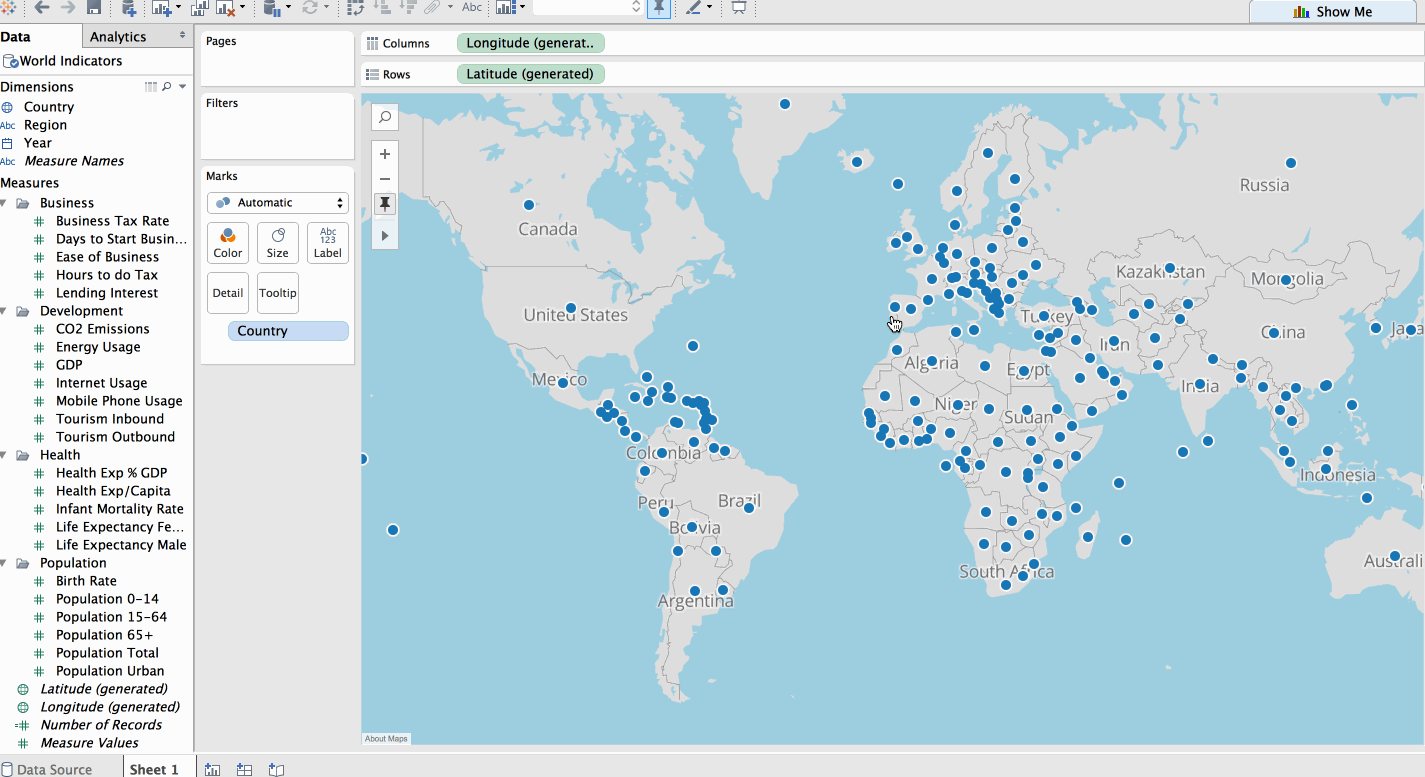 Abc
Show Me
Data
Analytics
World Indicators
Dimensions
Country
Abc Region
Year
Abc Measure Names
Measures
Business
Business Tax Rate
Days to Start Busin...
Ease of Business
Hours to do Tax
Lending Interest
Development
CO2 Emissions
Energy Usage
GDP
Internet Usage
Mobile Phone Usage
Tourism Inbound
Tourism Outbound
Health
Health Exp % GDP
Health Exp/Capita
Infant Mortality Rate
Life Expectancy Fe...
Life Expectancy Male
Population
Birth Rate
Population 0-14
Population 15-64
Population 65+
Population Total
Population Urban
Latitude (generated)
Longitude (generated)
Number of Records
Measure Values
Pages
Filters
Marks
Automatic
Color
Size
Abc
123
Label
Detail
Tooltip
Country
Columns
Longitude (generat..
Rows
Latitude (generated)
Russia
Canada
Kazakhstan
Mongolia
United States
Turkey
China
Japa
Iran
Algeria
Egypt
Mexico
India
Niger
Sudan
Colombia
Indonesia
Peru
Brazil
Bolivia
Australi
South Africa
Argentina
About Maps
Data Source
Sheet 1